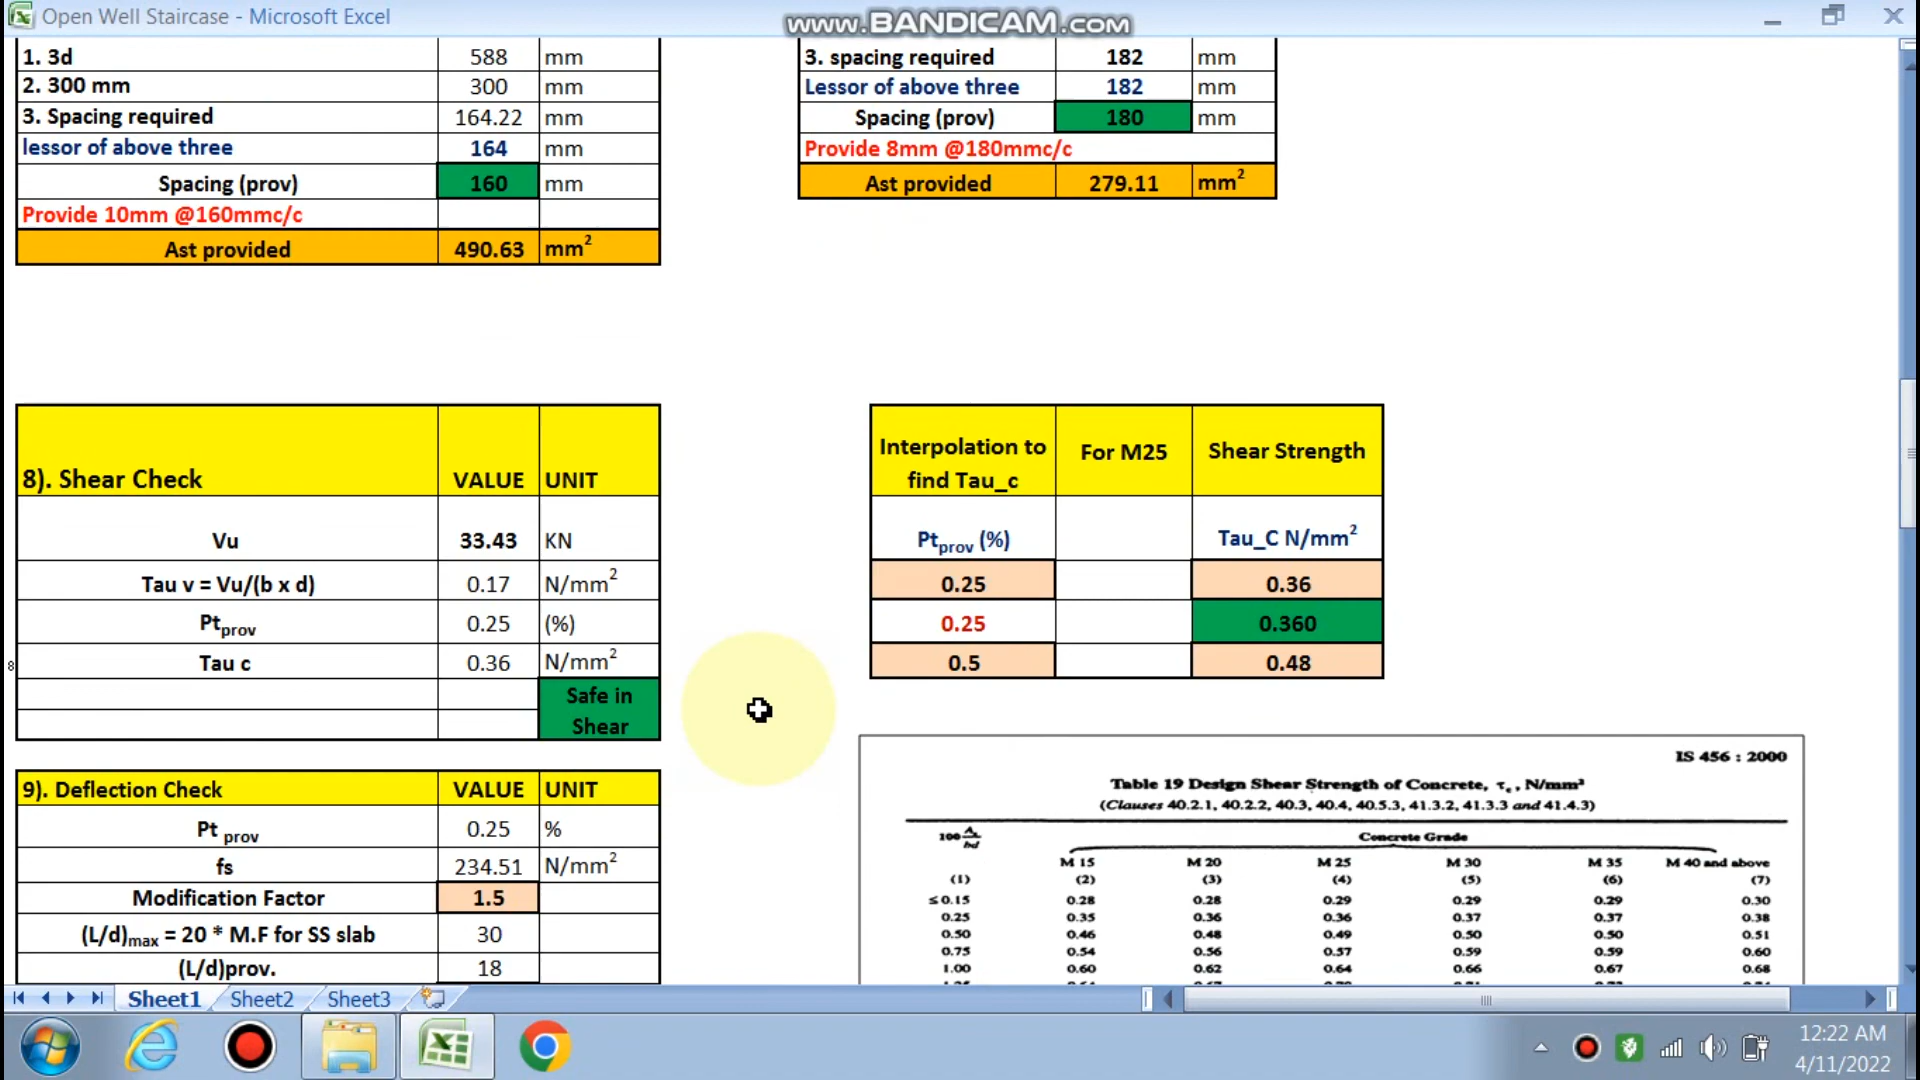 Open Well Staircase - Microsoft Excel
www.BANDICAM.com
1. 3d 588 mm
2. 300 mm 300 mm
3. Spacing required 164.22 mm
lessor of above three 164 mm
Spacing (prov) 160 mm
Provide 10mm @160mmc/c
Ast provided 490.63 mm²
3. spacing required 182 mm
Lessor of above three 182 mm
Spacing (prov) 180 mm
Provide 8mm @180mmc/c
Ast provided 279.11 mm²
8). Shear Check VALUE UNIT
Vu 33.43 KN
Tau v = Vu/(b x d) 0.17 N/mm²
Ptprov 0.25 (%)
Tau c 0.36 N/mm²
Safe in
Shear
Interpolation to
find Tau_c
For M25
Shear Strength
Ptprov (%) Tau_C N/mm²
0.25 0.36
0.25 0.360
0.5 0.48
9). Deflection Check VALUE UNIT
Pt prov 0.25 %
fs 234.51 N/mm²
Modification Factor 1.5
(L/d)max = 20 * M.F for SS slab 30
(L/d)prov. 18
IS 456 : 2000
Table 19 Design Shear Strength of Concrete, τc, N/mm²
(Clauses 40.2.1, 40.2.2, 40.3, 40.4, 40.5.3, 41.3.2, 41.3.3 and 41.4.3)
100 As/bd Concrete Grade
M 15 M 20 M 25 M 30 M 35 M 40 and above
(1) (2) (3) (4) (5) (6) (7)
≤ 0.15 0.28 0.28 0.29 0.29 0.29 0.30
0.25 0.35 0.36 0.36 0.37 0.37 0.38
0.50 0.46 0.48 0.49 0.50 0.50 0.51
0.75 0.54 0.56 0.57 0.59 0.59 0.60
1.00 0.60 0.62 0.64 0.66 0.67 0.68
Sheet1 Sheet2 Sheet3
12:22 AM
4/11/2022